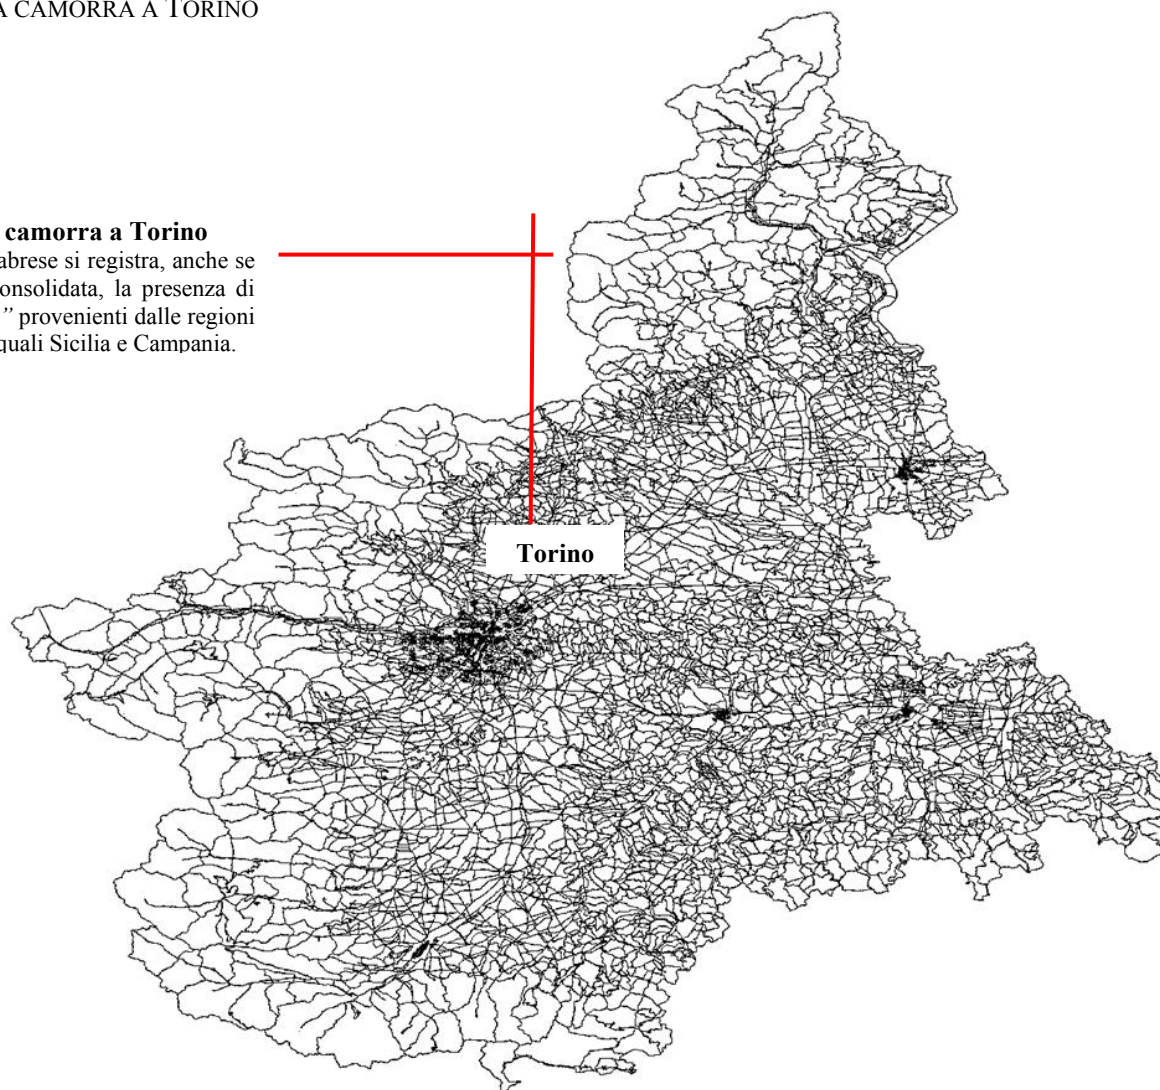 A CAMORRA A TORINO
camorra a Torino
abrese si registra, anche se
onsolidata, la presenza di
” provenienti dalle regioni
quali Sicilia e Campania.
Torino